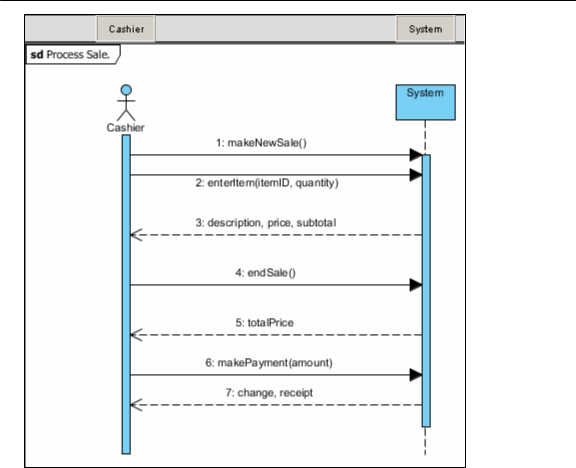 Cashier
System
sd Process Sale.
System
Cashier
1: makeNewSale()
2: enterItem(itemID, quantity)
3: description, price, subtotal
4: endSale()
5: totalPrice
6: makePayment(amount)
7: change, receipt